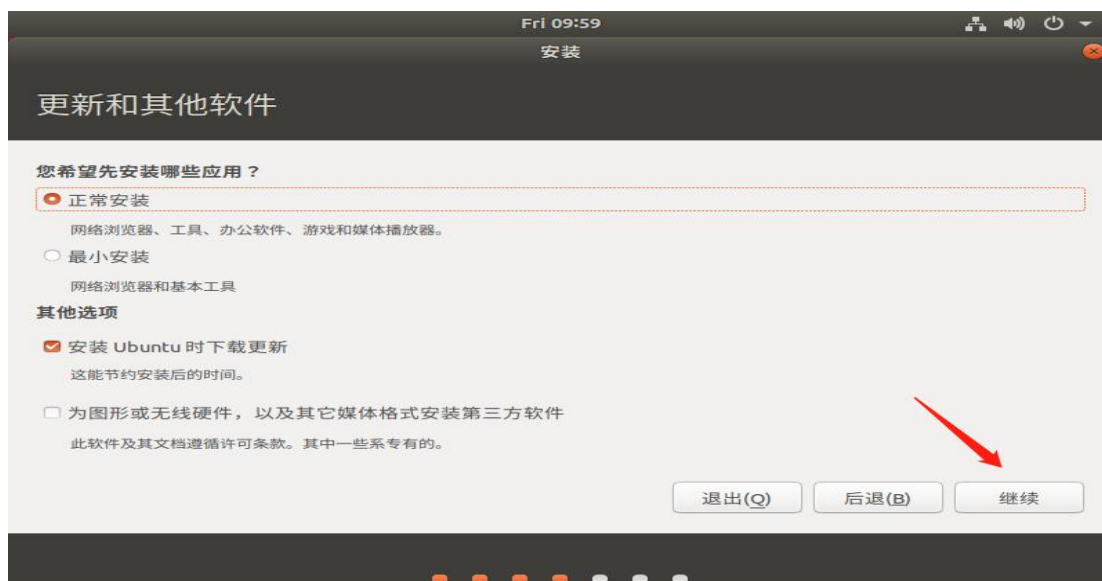 Fri 09:59
安装
更新和其他软件
您希望先安装哪些应用？
正常安装
网络浏览器、工具、办公软件、游戏和媒体播放器。
最小安装
网络浏览器和基本工具
其他选项
安装 Ubuntu 时下载更新
这能节约安装后的时间。
为图形或无线硬件，以及其它媒体格式安装第三方软件
此软件及其文档遵循许可条款。其中一些系专有的。
退出(Q) 后退(B) 继续